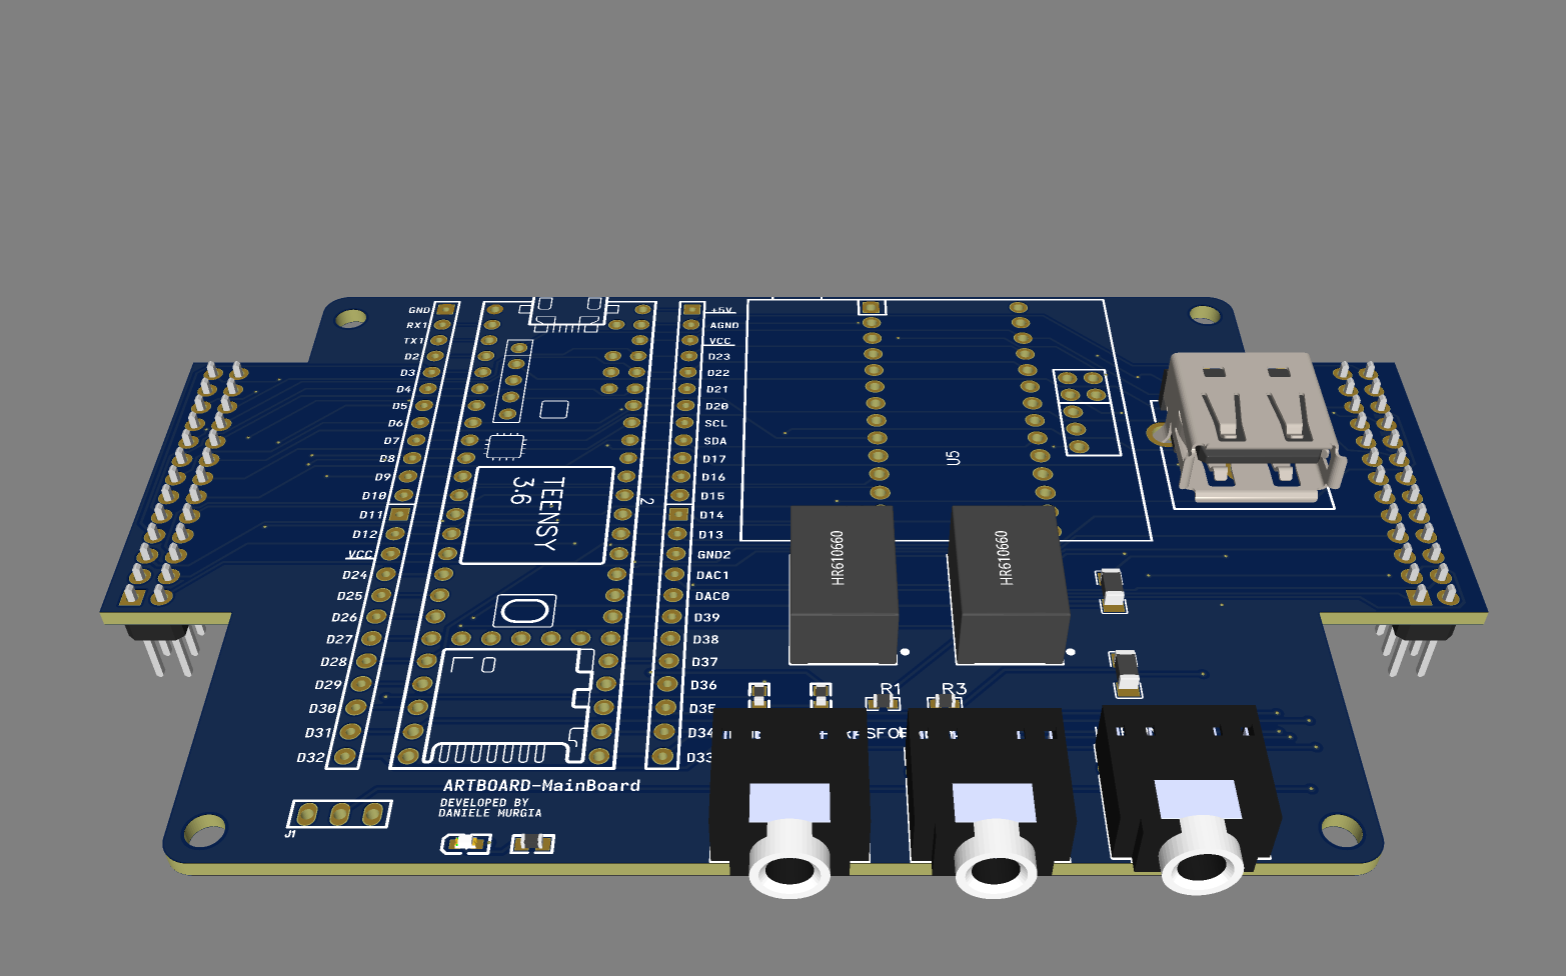 GND
RX1
TX1
D2
D3
D4
D5
D6
D7
D8
D9
D10
D11
D12
VCC
D24
D25
D26
D27
D28
D29
D30
D31
D32
TEENSY
3.6
2
+5V
AGND
VCC
D23
D22
D21
D20
SCL
SDA
D17
D16
D15
D14
D13
GND2
DAC1
DAC0
D39
D38
D37
D36
D35
D34
D33
U5
HR610660
HR610660
R1
R3
ARTBOARD-MainBoard
DEVELOPED BY
DANIELE MURGIA
J1